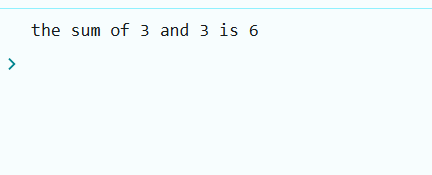 the sum of 3 and 3 is 6
>